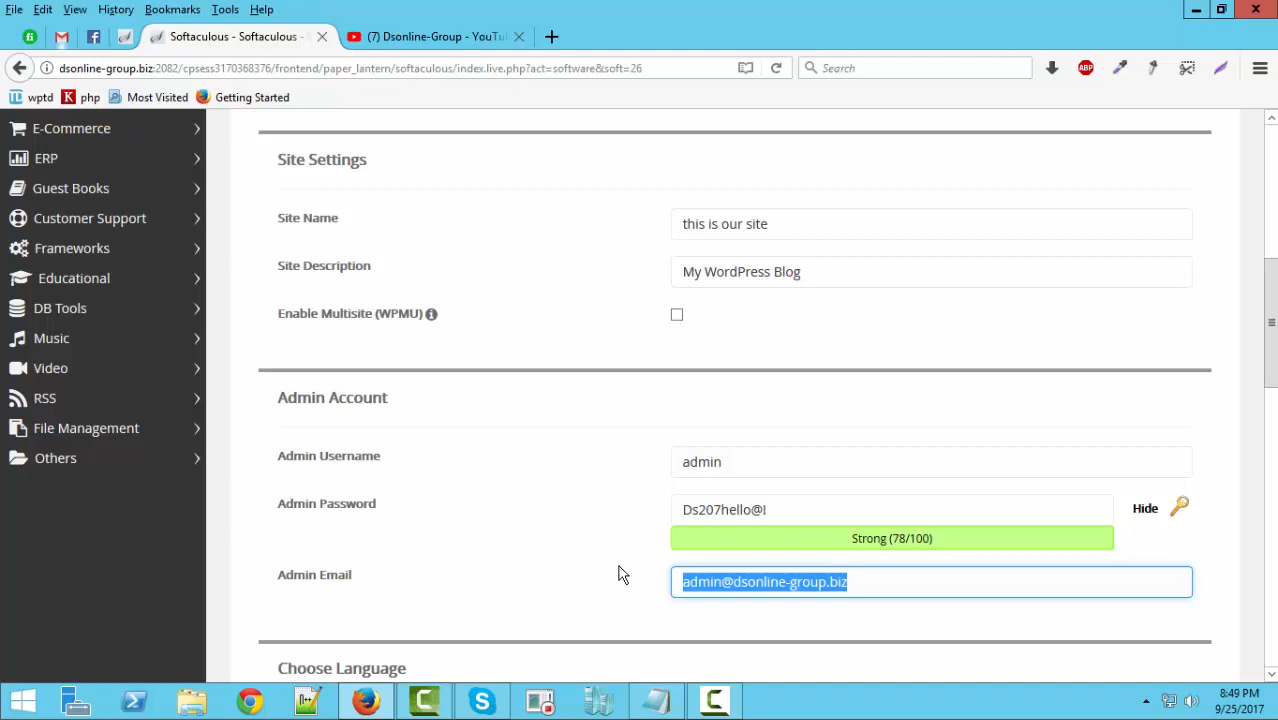 File Edit View History Bookmarks Tools Help
Softaculous - Softaculous -
(7) Dsonline-Group - YouTu
dsonline-group.biz:2082/cpsess3170368376/frontend/paper_lantern/softaculous/index.live.php?act=software&soft=26
Search
ABP
wptd
K php
Most Visited
Getting Started
E-Commerce
ERP
Guest Books
Customer Support
Frameworks
Educational
DB Tools
Music
Video
RSS
File Management
Others
Site Settings
Site Name
this is our site
Site Description
My WordPress Blog
Enable Multisite (WPMU)
Admin Account
Admin Username
admin
Admin Password
Ds207hello@!
Hide
Strong (78/100)
Admin Email
admin@dsonline-group.biz
Choose Language
8:49 PM
9/25/2017